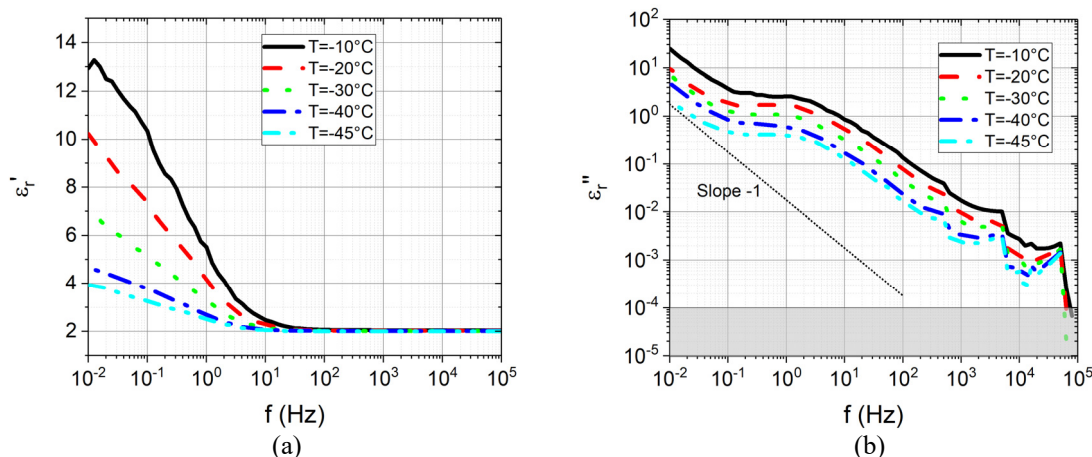 εr'
14
12
10
8
6
4
2
10-2
10-1
100
101
102
103
104
105
f (Hz)
T=-10°C
T=-20°C
T=-30°C
T=-40°C
T=-45°C
(a)
εr''
102
101
100
10-1
10-2
10-3
10-4
10-5
10-2
10-1
100
101
102
103
104
105
f (Hz)
T=-10°C
T=-20°C
T=-30°C
T=-40°C
T=-45°C
Slope -1
(b)